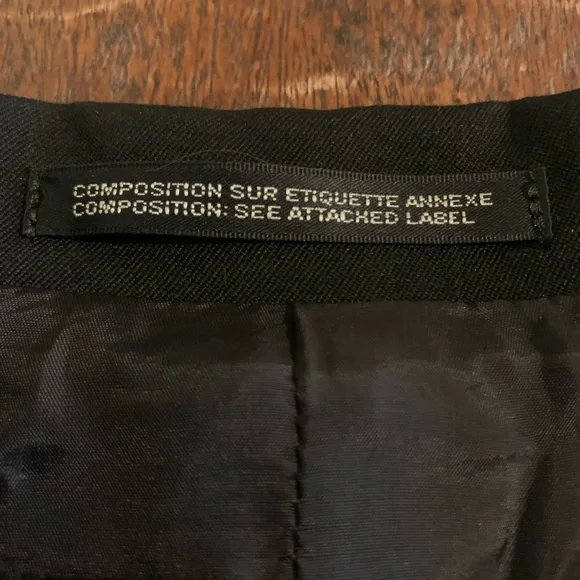 COMPOSITION SUR ETIQUETTE ANNEXE
COMPOSITION: SEE ATTACHED LABEL